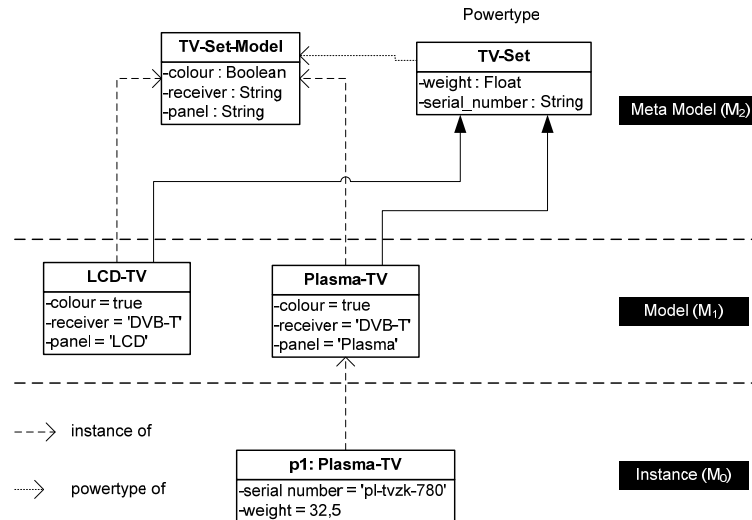 Powertype
TV-Set-Model
-colour : Boolean
-receiver : String
-panel : String
TV-Set
-weight : Float
-serial_number : String
Meta Model (M2)
LCD-TV
-colour = true
-receiver = 'DVB-T'
-panel = 'LCD'
Plasma-TV
-colour = true
-receiver = 'DVB-T'
-panel = 'Plasma'
Model (M1)
instance of
powertype of
p1: Plasma-TV
-serial number = 'pl-tvzk-780'
-weight = 32,5
Instance (M0)